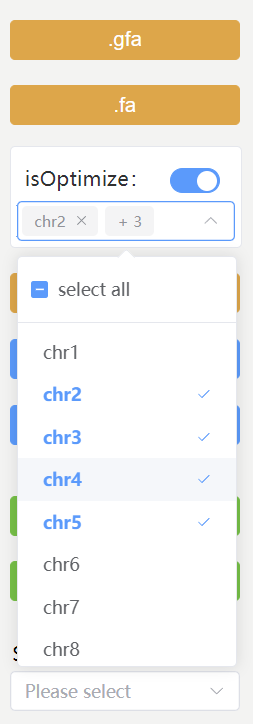 .gfa
.fa
isOptimize:
chr2 × + 3
select all
chr1
chr2
chr3
chr4
chr5
chr6
chr7
chr8
Please select